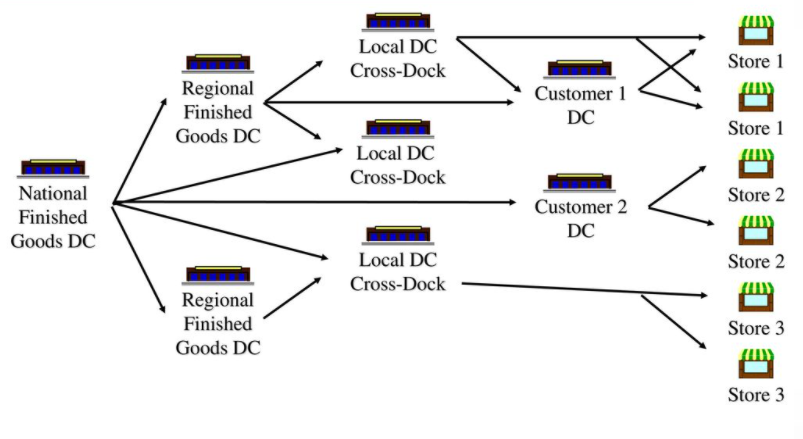 National
Finished
Goods DC
Regional
Finished
Goods DC
Regional
Finished
Goods DC
Local DC
Cross-Dock
Local DC
Cross-Dock
Local DC
Cross-Dock
Customer 1
DC
Customer 2
DC
Store 1
Store 1
Store 2
Store 2
Store 3
Store 3